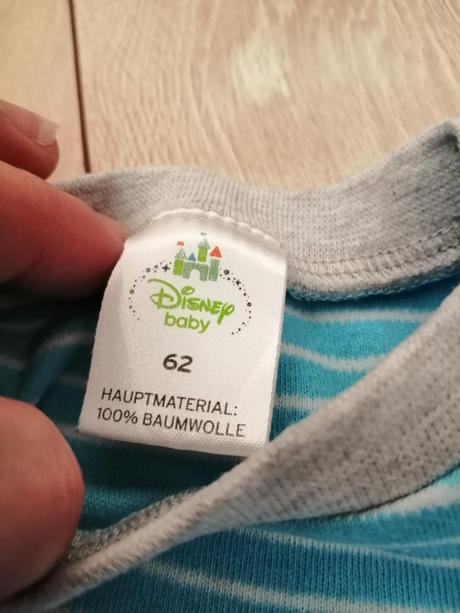 Disney
baby
62
HAUPTMATERIAL:
100% BAUMWOLLE